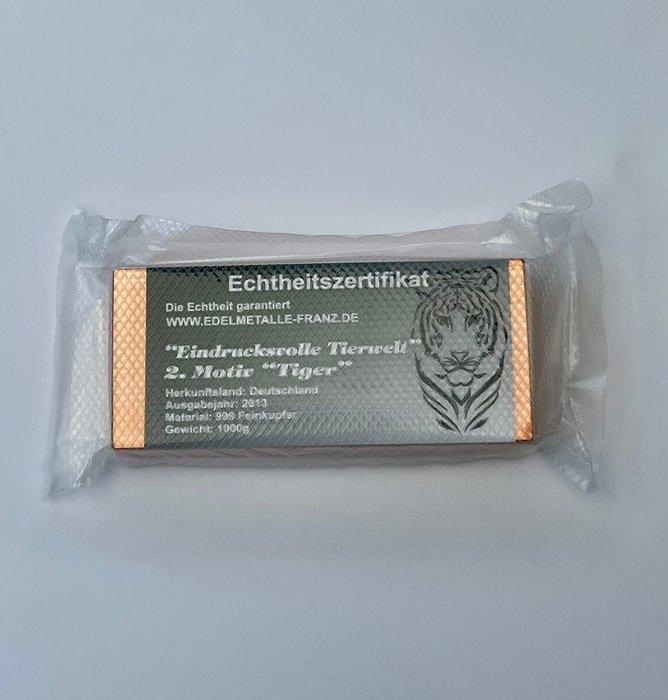 Echtheitszertifikat
Die Echtheit garantiert
WWW.EDELMETALLE-FRANZ.DE
"Eindrucksvolle Tierwelt"
2. Motiv "Tiger"
Herkunftsland: Deutschland
Ausgabejahr: 2013
Material: 999 Feinkupfer
Gewicht: 1000g